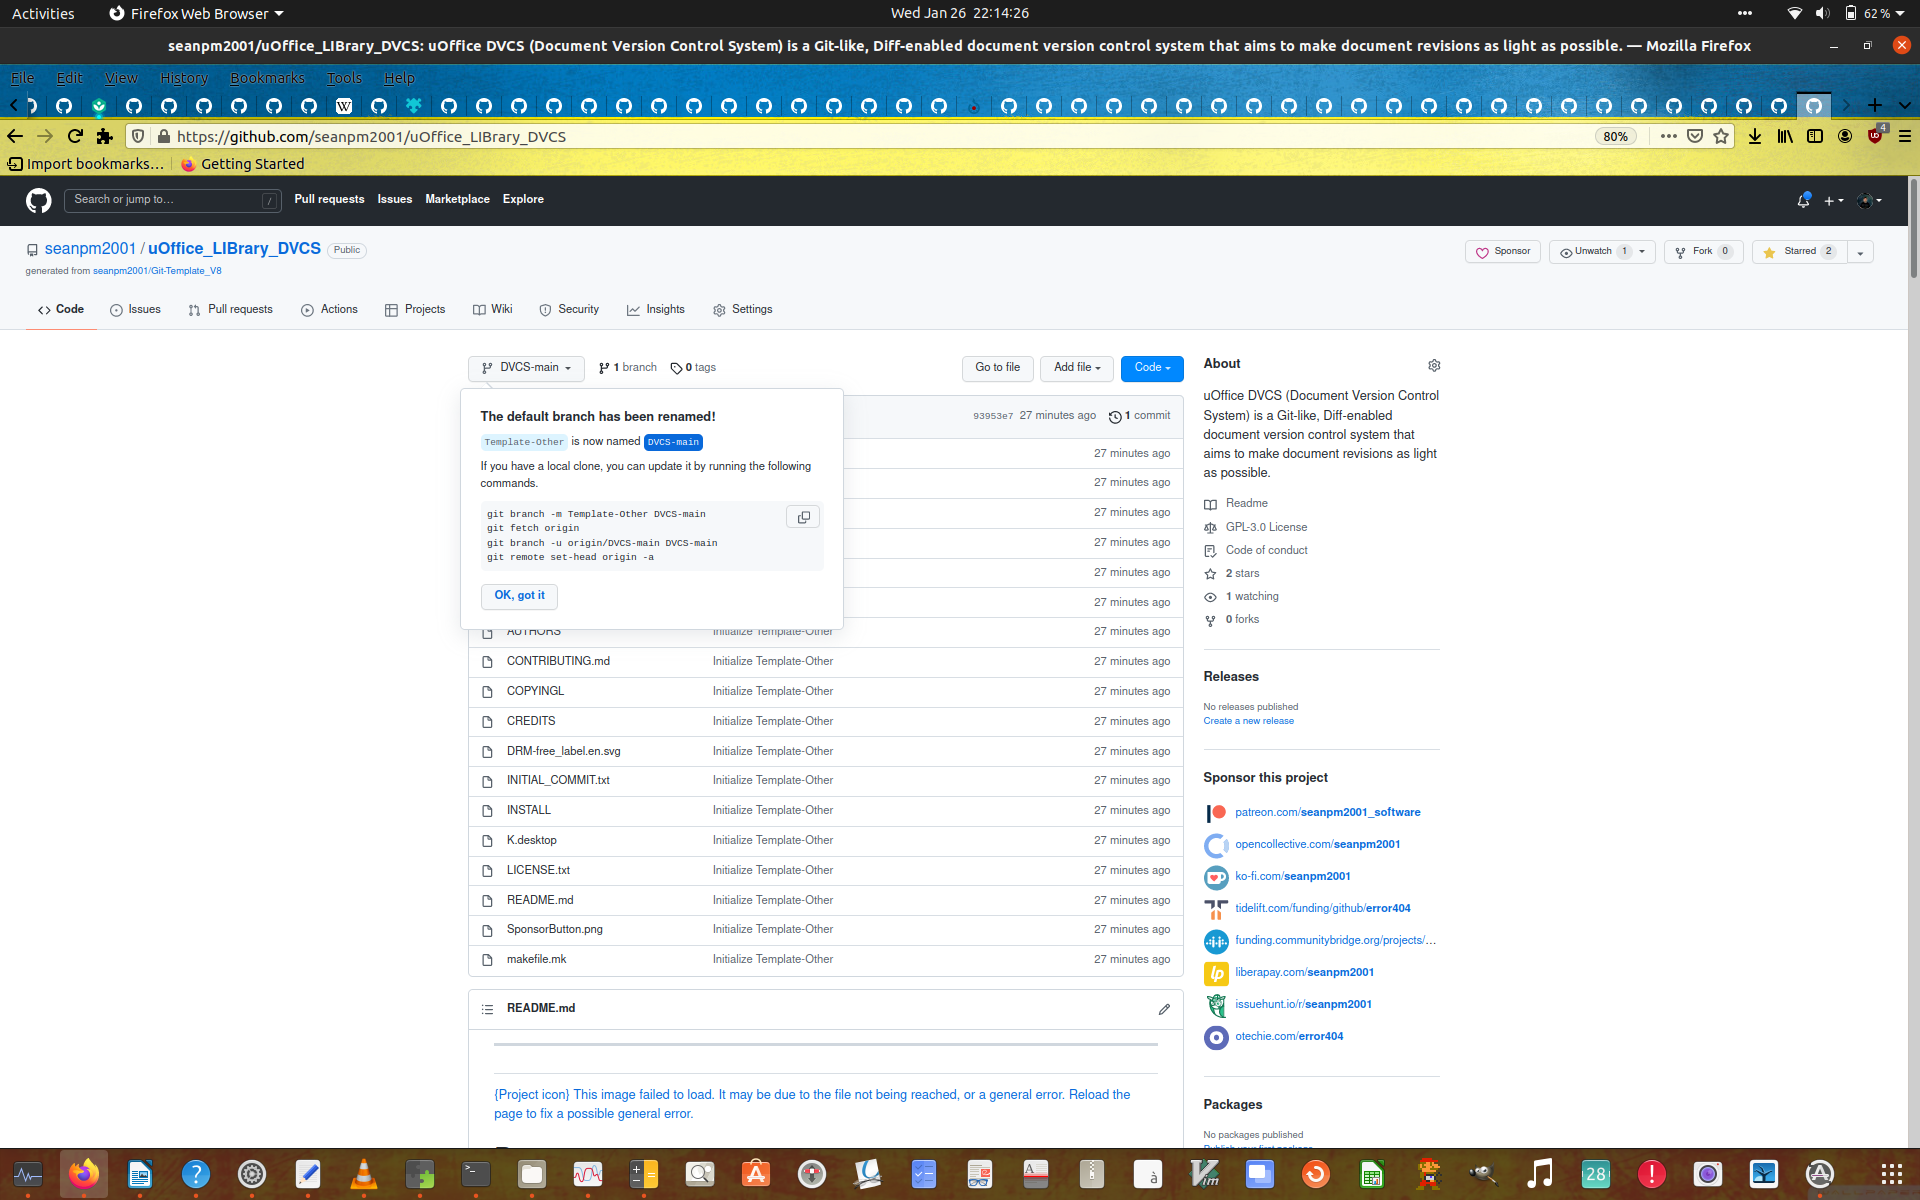 Activities
Firefox Web Browser
Wed Jan 26 22:14:26
62 %
seanpm2001/uOffice_LIBrary_DVCS: uOffice DVCS (Document Version Control System) is a Git-like, Diff-enabled document version control system that aims to make document revisions as light as possible. — Mozilla Firefox
File Edit View History Bookmarks Tools Help
https://github.com/seanpm2001/uOffice_LIBrary_DVCS
80%
4
Import bookmarks…
Getting Started
Search or jump to…
/
Pull requests Issues Marketplace Explore
seanpm2001 / uOffice_LIBrary_DVCS Public
generated from seanpm2001/Git-Template_V8
Sponsor
Unwatch 1
Fork 0
Starred 2
Code Issues Pull requests Actions Projects Wiki Security Insights Settings
DVCS-main
1 branch
0 tags
Go to file
Add file
Code
The default branch has been renamed!
Template-Other is now named DVCS-main
If you have a local clone, you can update it by running the following
commands.
git branch -m Template-Other DVCS-main
git fetch origin
git branch -u origin/DVCS-main DVCS-main
git remote set-head origin -a
OK, got it
93953e7 27 minutes ago 1 commit
27 minutes ago
27 minutes ago
27 minutes ago
27 minutes ago
27 minutes ago
27 minutes ago
AUTHORS Initialize Template-Other 27 minutes ago
CONTRIBUTING.md Initialize Template-Other 27 minutes ago
COPYINGL Initialize Template-Other 27 minutes ago
CREDITS Initialize Template-Other 27 minutes ago
DRM-free_label.en.svg Initialize Template-Other 27 minutes ago
INITIAL_COMMIT.txt Initialize Template-Other 27 minutes ago
INSTALL Initialize Template-Other 27 minutes ago
K.desktop Initialize Template-Other 27 minutes ago
LICENSE.txt Initialize Template-Other 27 minutes ago
README.md Initialize Template-Other 27 minutes ago
SponsorButton.png Initialize Template-Other 27 minutes ago
makefile.mk Initialize Template-Other 27 minutes ago
README.md
{Project icon} This image failed to load. It may be due to the file not being reached, or a general error. Reload the
page to fix a possible general error.
About
uOffice DVCS (Document Version Control
System) is a Git-like, Diff-enabled
document version control system that
aims to make document revisions as light
as possible.
Readme
GPL-3.0 License
Code of conduct
2 stars
1 watching
0 forks
Releases
No releases published
Create a new release
Sponsor this project
patreon.com/seanpm2001_software
opencollective.com/seanpm2001
ko-fi.com/seanpm2001
tidelift.com/funding/github/error404
funding.communitybridge.org/projects/…
liberapay.com/seanpm2001
issuehunt.io/r/seanpm2001
otechie.com/error404
Packages
No packages published
28